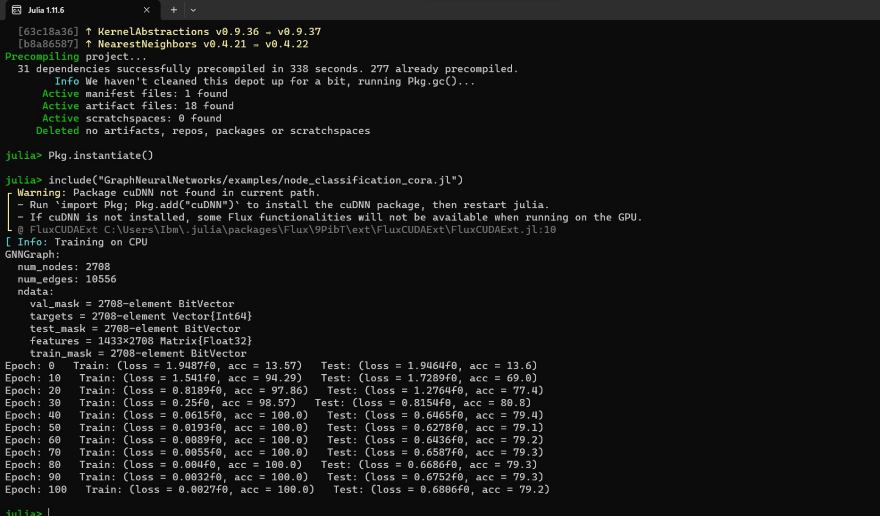 Julia 1.11.6
[63c18a36] ↑ KernelAbstractions v0.9.36 ⇒ v0.9.37
[b8a86587] ↑ NearestNeighbors v0.4.21 ⇒ v0.4.22
Precompiling project...
31 dependencies successfully precompiled in 338 seconds. 277 already precompiled.
Info We haven't cleaned this depot up for a bit, running Pkg.gc()...
Active manifest files: 1 found
Active artifact files: 18 found
Active scratchspaces: 0 found
Deleted no artifacts, repos, packages or scratchspaces
julia> Pkg.instantiate()
julia> include("GraphNeuralNetworks/examples/node_classification_cora.jl")
┌ Warning: Package cuDNN not found in current path.
│ - Run `import Pkg; Pkg.add("cuDNN")` to install the cuDNN package, then restart julia.
│ - If cuDNN is not installed, some Flux functionalities will not be available when running on the GPU.
└ @ FluxCUDAExt C:\Users\Ibm\.julia\packages\Flux\9PibT\ext\FluxCUDAExt\FluxCUDAExt.jl:10
[ Info: Training on CPU
GNNGraph:
num_nodes: 2708
num_edges: 10556
ndata:
val_mask = 2708-element BitVector
targets = 2708-element Vector{Int64}
test_mask = 2708-element BitVector
features = 1433×2708 Matrix{Float32}
train_mask = 2708-element BitVector
Epoch: 0 Train: (loss = 1.9487f0, acc = 13.57) Test: (loss = 1.9464f0, acc = 13.6)
Epoch: 10 Train: (loss = 1.541f0, acc = 94.29) Test: (loss = 1.7289f0, acc = 69.0)
Epoch: 20 Train: (loss = 0.8189f0, acc = 97.86) Test: (loss = 1.2764f0, acc = 77.4)
Epoch: 30 Train: (loss = 0.25f0, acc = 98.57) Test: (loss = 0.8154f0, acc = 80.8)
Epoch: 40 Train: (loss = 0.0615f0, acc = 100.0) Test: (loss = 0.6465f0, acc = 79.4)
Epoch: 50 Train: (loss = 0.0193f0, acc = 100.0) Test: (loss = 0.6278f0, acc = 79.1)
Epoch: 60 Train: (loss = 0.0089f0, acc = 100.0) Test: (loss = 0.6436f0, acc = 79.2)
Epoch: 70 Train: (loss = 0.0055f0, acc = 100.0) Test: (loss = 0.6587f0, acc = 79.3)
Epoch: 80 Train: (loss = 0.004f0, acc = 100.0) Test: (loss = 0.6686f0, acc = 79.3)
Epoch: 90 Train: (loss = 0.0032f0, acc = 100.0) Test: (loss = 0.6752f0, acc = 79.3)
Epoch: 100 Train: (loss = 0.0027f0, acc = 100.0) Test: (loss = 0.6806f0, acc = 79.2)
julia>